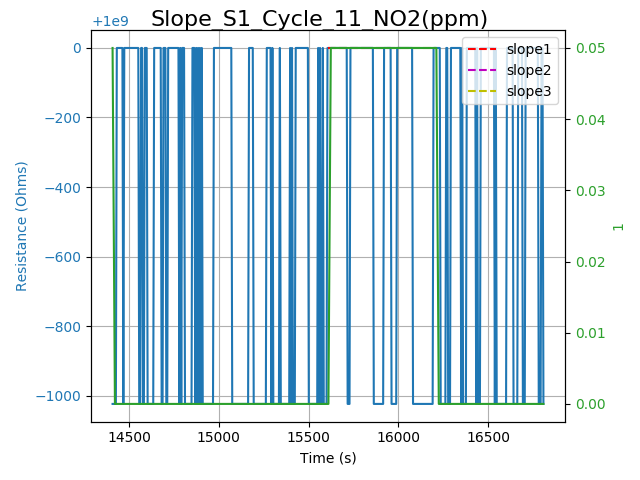 Slope_S1_Cycle_11_NO2(ppm)
+1e9
0
−200
−400
−600
−800
−1000
Resistance (Ohms)
slope1
slope2
slope3
0.05
0.04
0.03
0.02
0.01
0.00
1
14500 15000 15500 16000 16500
Time (s)